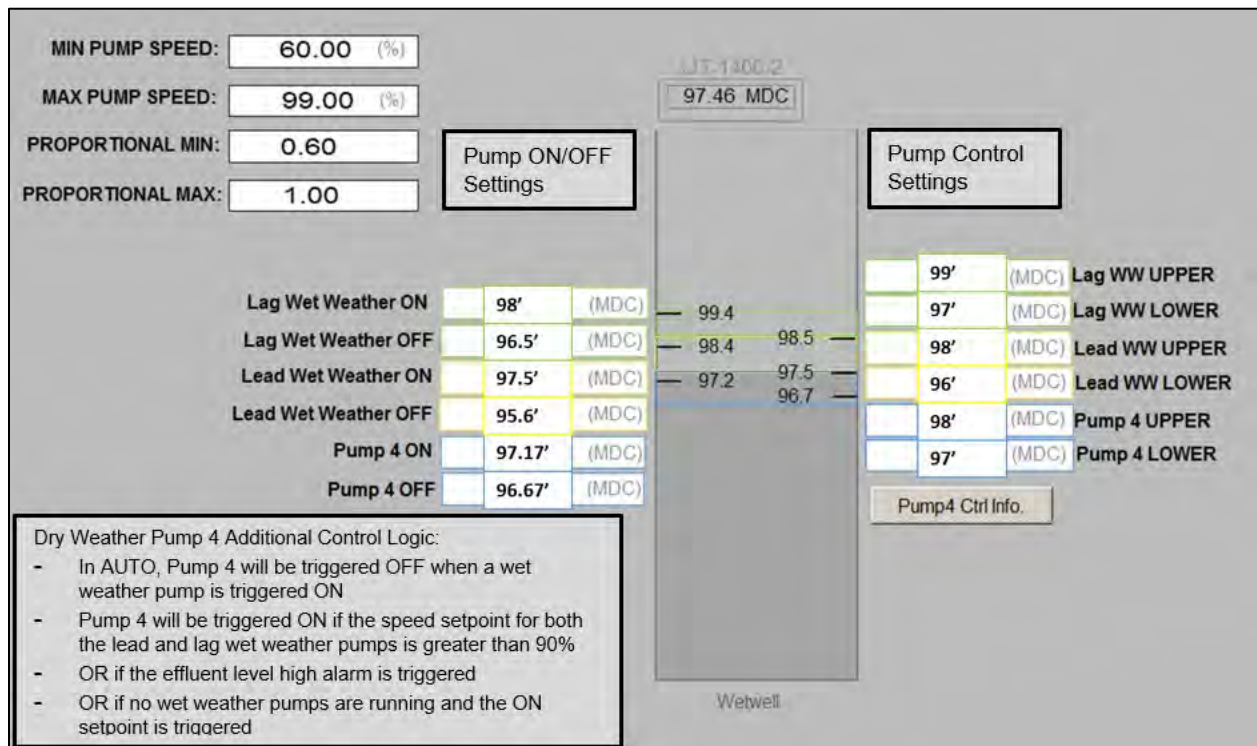 MIN PUMP SPEED: 60.00 (%)
MAX PUMP SPEED: 99.00 (%)
PROPORTIONAL MIN: 0.60
PROPORTIONAL MAX: 1.00
Pump ON/OFF
Settings
97.46 MDC
Pump Control
Settings
Lag Wet Weather ON 98' (MDC)
Lag Wet Weather OFF 96.5' (MDC)
Lead Wet Weather ON 97.5' (MDC)
Lead Wet Weather OFF 95.6' (MDC)
Pump 4 ON 97.17' (MDC)
Pump 4 OFF 96.67' (MDC)
99.4
98.4
97.2
98.5
97.5
96.7
99' (MDC) Lag WW UPPER
97' (MDC) Lag WW LOWER
98' (MDC) Lead WW UPPER
96' (MDC) Lead WW LOWER
98' (MDC) Pump 4 UPPER
97' (MDC) Pump 4 LOWER
Pump4 Ctrl Info.
Dry Weather Pump 4 Additional Control Logic:
- In AUTO, Pump 4 will be triggered OFF when a wet
weather pump is triggered ON
- Pump 4 will be triggered ON if the speed setpoint for both
the lead and lag wet weather pumps is greater than 90%
- OR if the effluent level high alarm is triggered
- OR if no wet weather pumps are running and the ON
setpoint is triggered
Wetwell